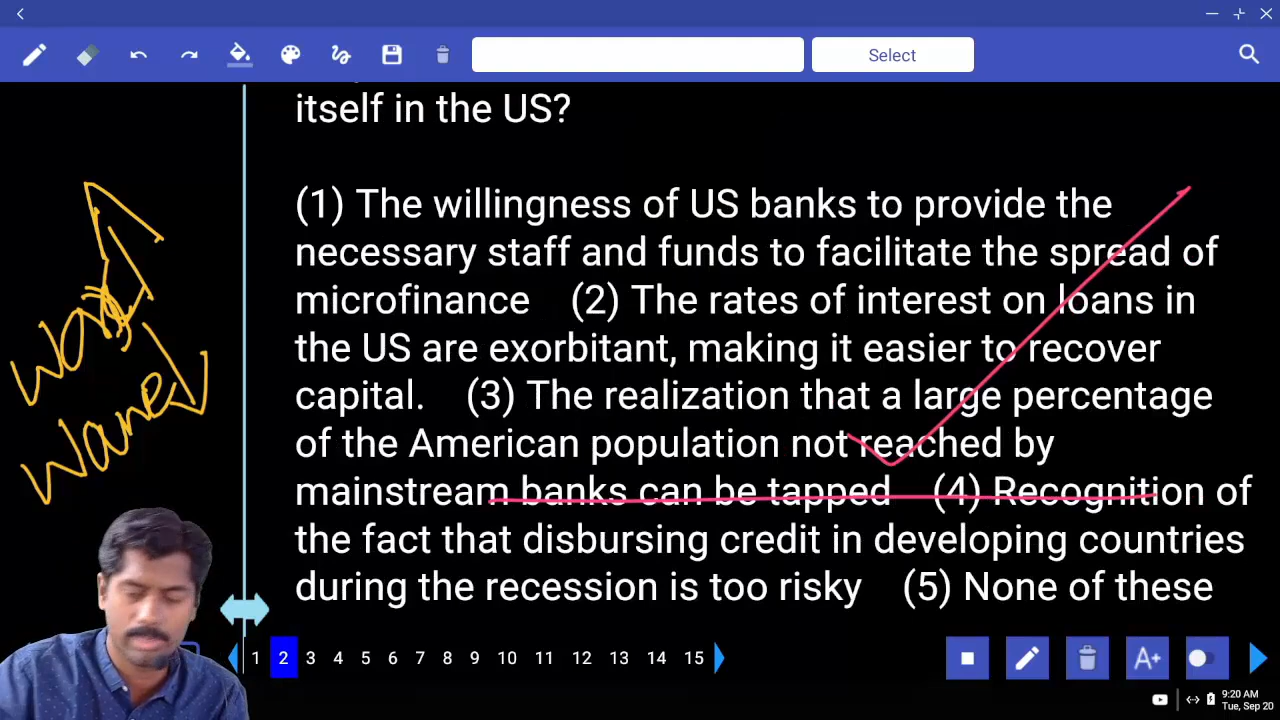 Select
itself in the US?
(1) The willingness of US banks to provide the
necessary staff and funds to facilitate the spread of
microfinance (2) The rates of interest on loans in
the US are exorbitant, making it easier to recover
capital. (3) The realization that a large percentage
of the American population not reached by
mainstream banks can be tapped (4) Recognition of
the fact that disbursing credit in developing countries
during the recession is too risky (5) None of these
Waned
1 2 3 4 5 6 7 8 9 10 11 12 13 14 15
A+
9:20 AM
Tue, Sep 20